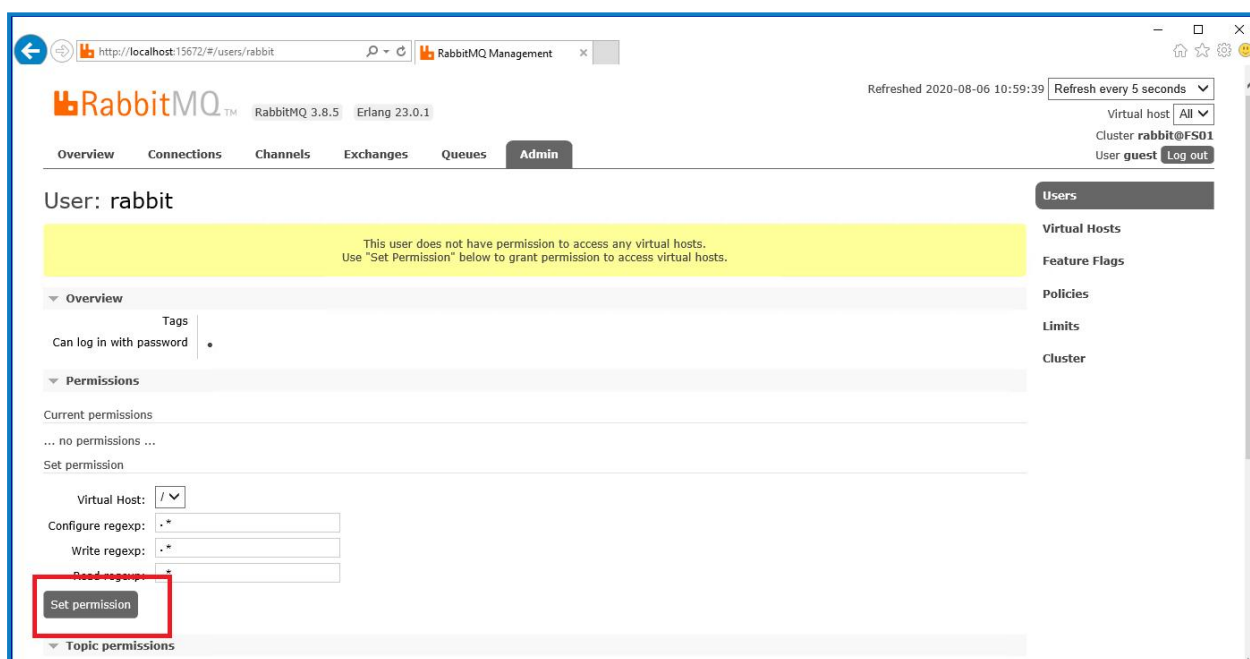 http://localhost:15672/#/users/rabbit
RabbitMQ Management
Refreshed 2020-08-06 10:59:39 Refresh every 5 seconds
RabbitMQ TM RabbitMQ 3.8.5 Erlang 23.0.1
Virtual host All
Cluster rabbit@FS01
User guest Log out
Overview Connections Channels Exchanges Queues Admin
User: rabbit
Users
Virtual Hosts
Feature Flags
Policies
Limits
Cluster
This user does not have permission to access any virtual hosts.
Use "Set Permission" below to grant permission to access virtual hosts.
Overview
Tags
Can log in with password •
Permissions
Current permissions
... no permissions ...
Set permission
Virtual Host: /
Configure regexp: .*
Write regexp: .*
Read regexp: .*
Set permission
Topic permissions